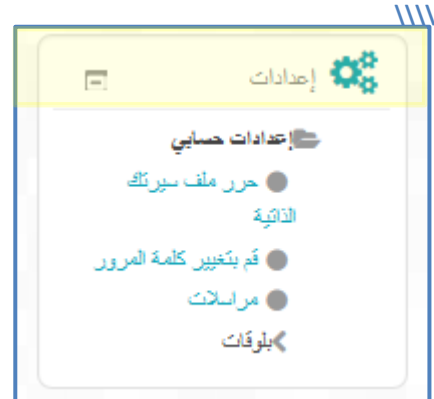 إعدادات
إعدادات حسابي
حرر ملف سيرتك
الذاتية
قم بتغيير كلمة المرور
مراسلات
بلوقات